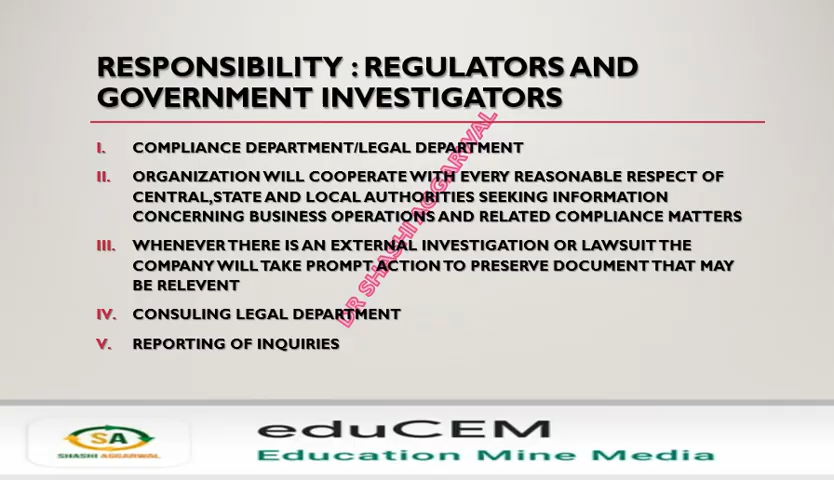 RESPONSIBILITY : REGULATORS AND
GOVERNMENT INVESTIGATORS
I. COMPLIANCE DEPARTMENT/LEGAL DEPARTMENT
II. ORGANIZATION WILL COOPERATE WITH EVERY REASONABLE RESPECT OF
CENTRAL,STATE AND LOCAL AUTHORITIES SEEKING INFORMATION
CONCERNING BUSINESS OPERATIONS AND RELATED COMPLIANCE MATTERS
III. WHENEVER THERE IS AN EXTERNAL INVESTIGATION OR LAWSUIT THE
COMPANY WILL TAKE PROMPT ACTION TO PRESERVE DOCUMENT THAT MAY
BE RELEVENT
IV. CONSULING LEGAL DEPARTMENT
V. REPORTING OF INQUIRIES
DR SHASHI AGGARWAL
SA
SHASHI AGGARWAL
eduCEM
Education Mine Media